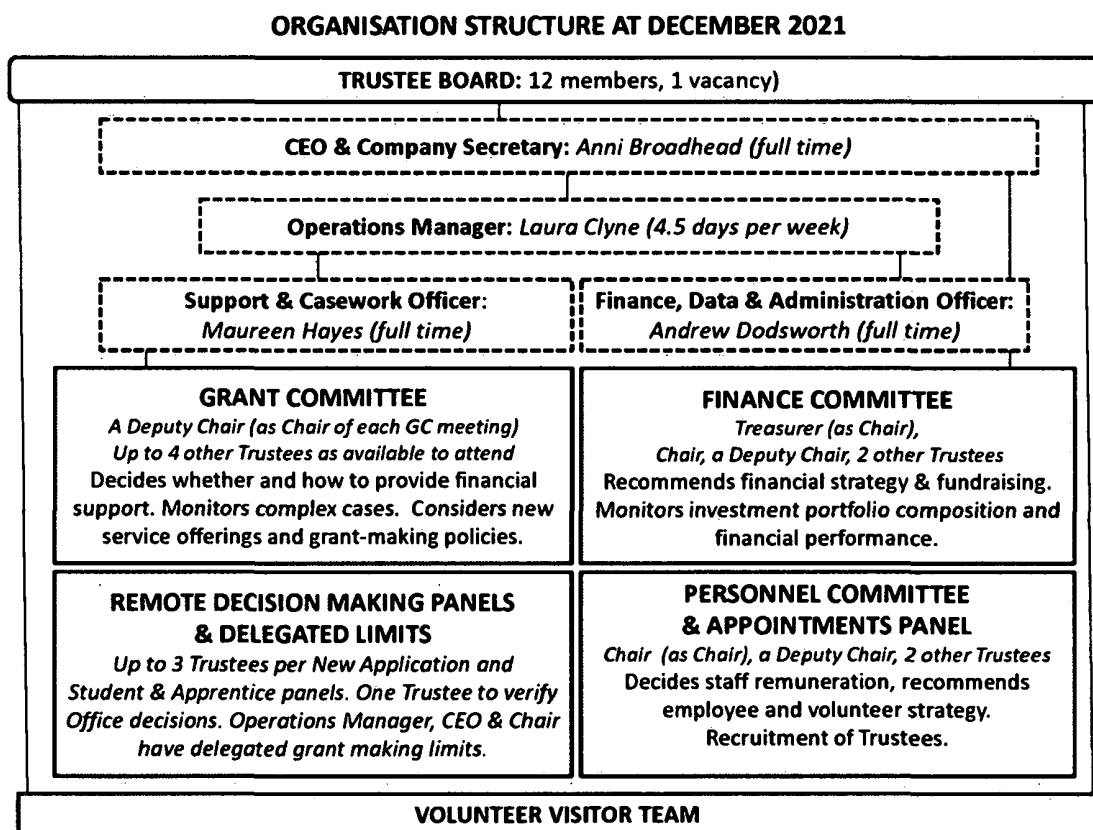 ORGANISATION STRUCTURE AT DECEMBER 2021
TRUSTEE BOARD: 12 members, 1 vacancy)
CEO & Company Secretary: Anni Broadhead (full time)
Operations Manager: Laura Clyne (4.5 days per week)
Support & Casework Officer:
Maureen Hayes (full time)
Finance, Data & Administration Officer:
Andrew Dodsworth (full time)
GRANT COMMITTEE
A Deputy Chair (as Chair of each GC meeting)
Up to 4 other Trustees as available to attend
Decides whether and how to provide financial
support. Monitors complex cases. Considers new
service offerings and grant-making policies.
FINANCE COMMITTEE
Treasurer (as Chair),
Chair, a Deputy Chair, 2 other Trustees
Recommends financial strategy & fundraising.
Monitors investment portfolio composition and
financial performance.
REMOTE DECISION MAKING PANELS
& DELEGATED LIMITS
Up to 3 Trustees per New Application and
Student & Apprentice panels. One Trustee to verify
Office decisions. Operations Manager, CEO & Chair
have delegated grant making limits.
PERSONNEL COMMITTEE
& APPOINTMENTS PANEL
Chair (as Chair), a Deputy Chair, 2 other Trustees
Decides staff remuneration, recommends
employee and volunteer strategy.
Recruitment of Trustees.
VOLUNTEER VISITOR TEAM